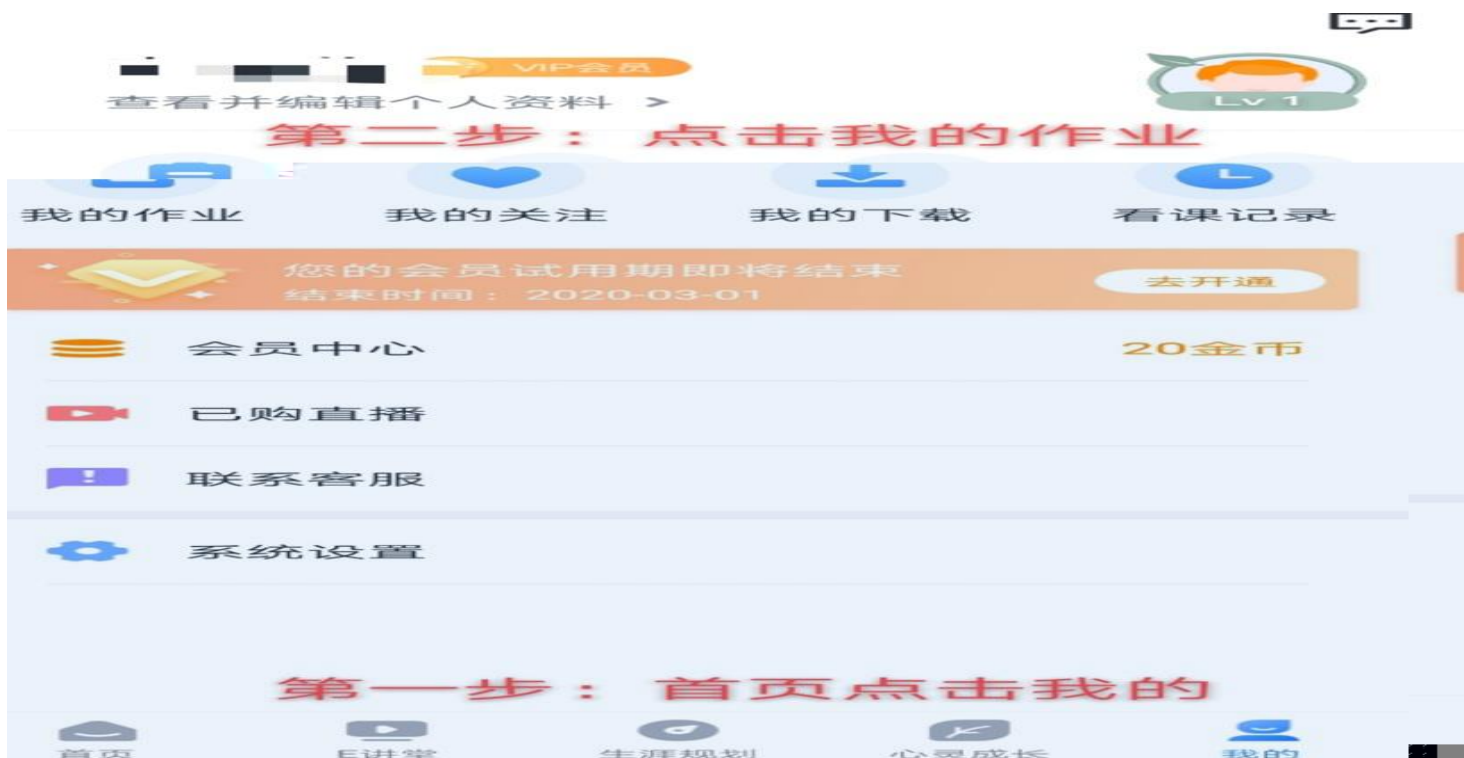 VIP会员
查看并编辑个人资料 >
Lv 1
第二步：点击我的作业
我的作业 我的关注 我的下载 看课记录
您的会员试用期即将结束
结束时间：2020-03-01
去开通
会员中心 20金币
已购直播
联系客服
系统设置
第一步：首页点击我的
首页 E讲堂 生涯规划 心灵成长 我的